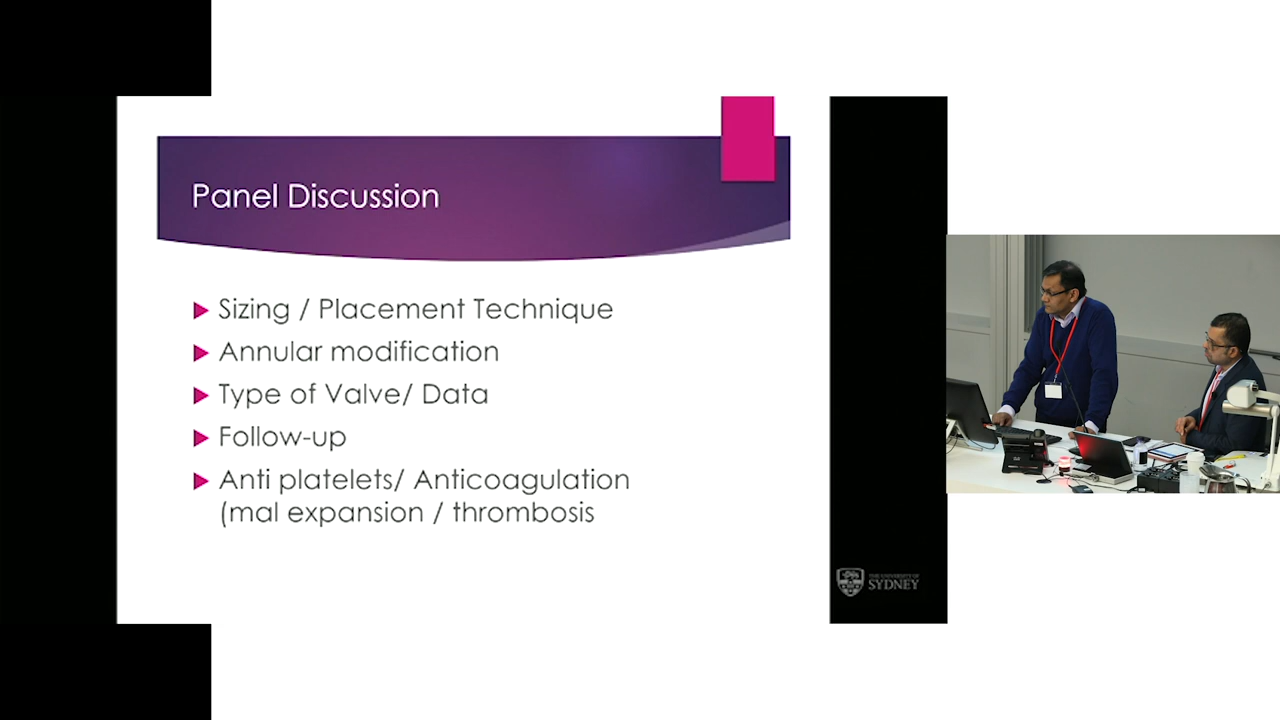 Panel Discussion
Sizing / Placement Technique
Annular modification
Type of Valve/ Data
Follow-up
Anti platelets/ Anticoagulation
(mal expansion / thrombosis
THE UNIVERSITY OF
SYDNEY